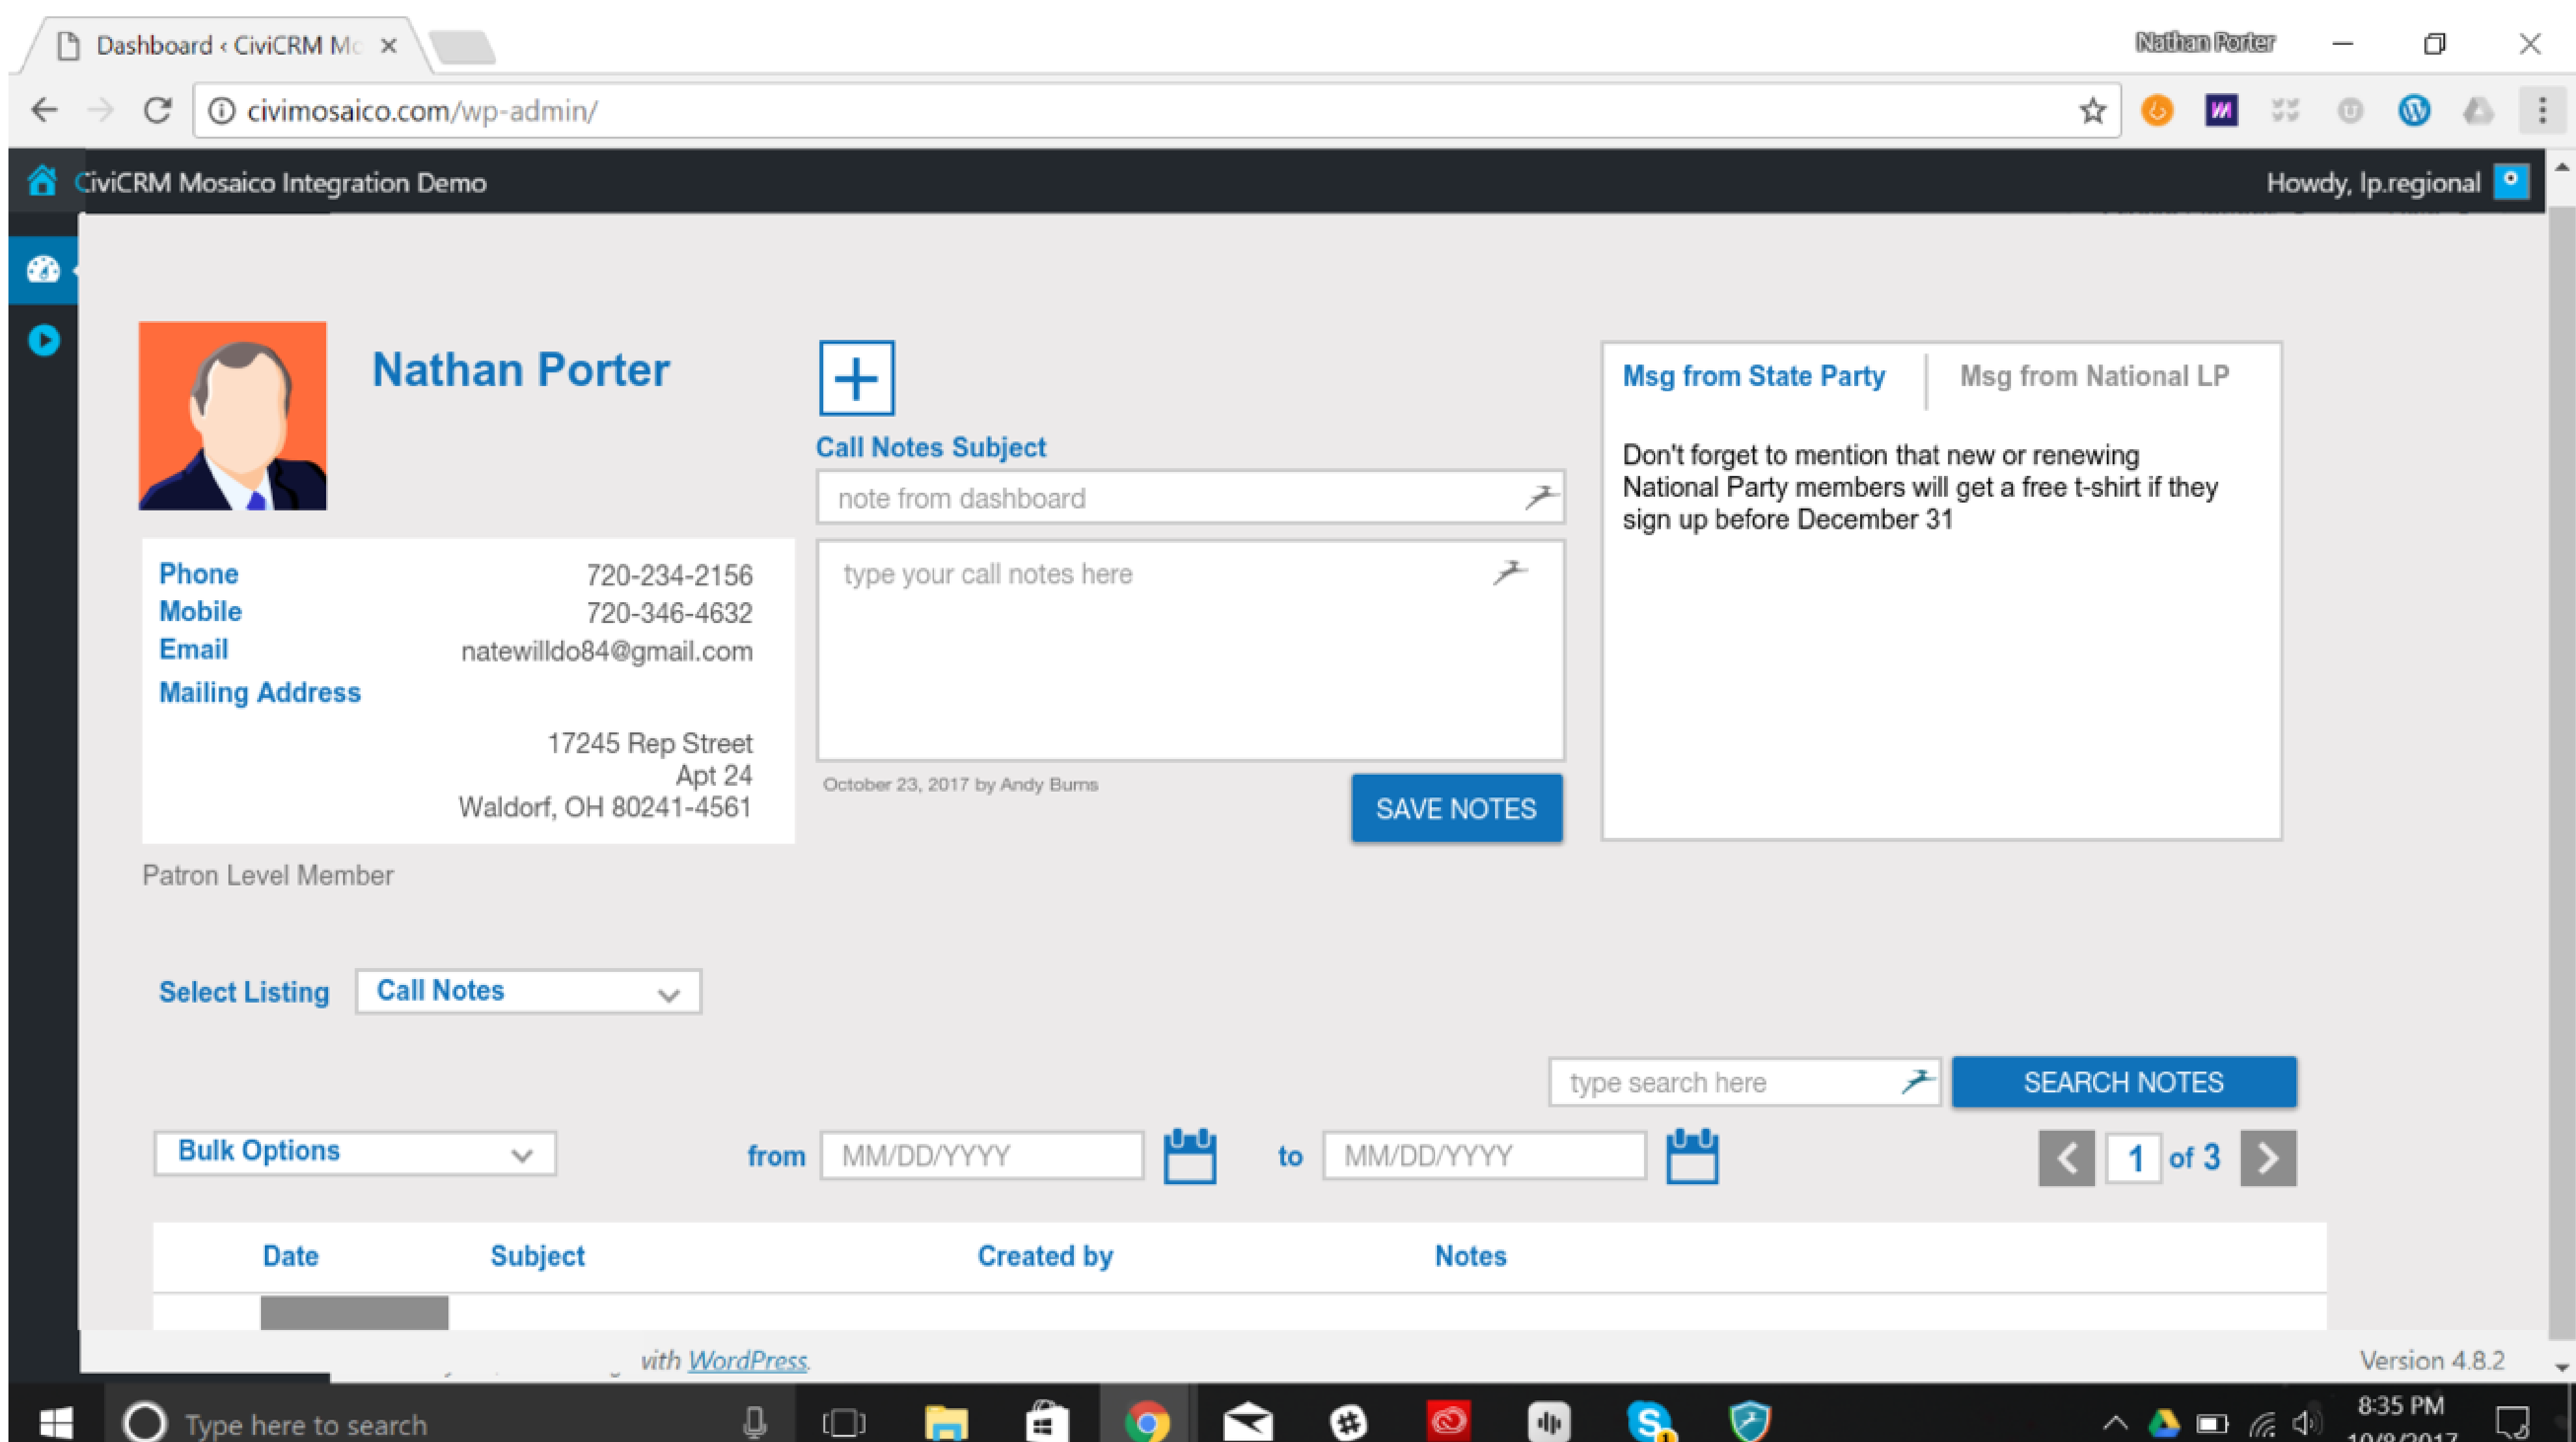 Dashboard ‹ CiviCRM Mo
Nathan Porter
civimosaico.com/wp-admin/
CiviCRM Mosaico Integration Demo
Howdy, lp.regional
Nathan Porter
Call Notes Subject
note from dashboard
type your call notes here
October 23, 2017 by Andy Burns
SAVE NOTES
Msg from State Party
Msg from National LP
Don't forget to mention that new or renewing
National Party members will get a free t-shirt if they
sign up before December 31
Phone 720-234-2156
Mobile 720-346-4632
Email natewilldo84@gmail.com
Mailing Address
17245 Rep Street
Apt 24
Waldorf, OH 80241-4561
Patron Level Member
Select Listing Call Notes
type search here SEARCH NOTES
Bulk Options from MM/DD/YYYY to MM/DD/YYYY 1 of 3
Date Subject Created by Notes
with WordPress.
Version 4.8.2
Type here to search
8:35 PM
10/8/2017